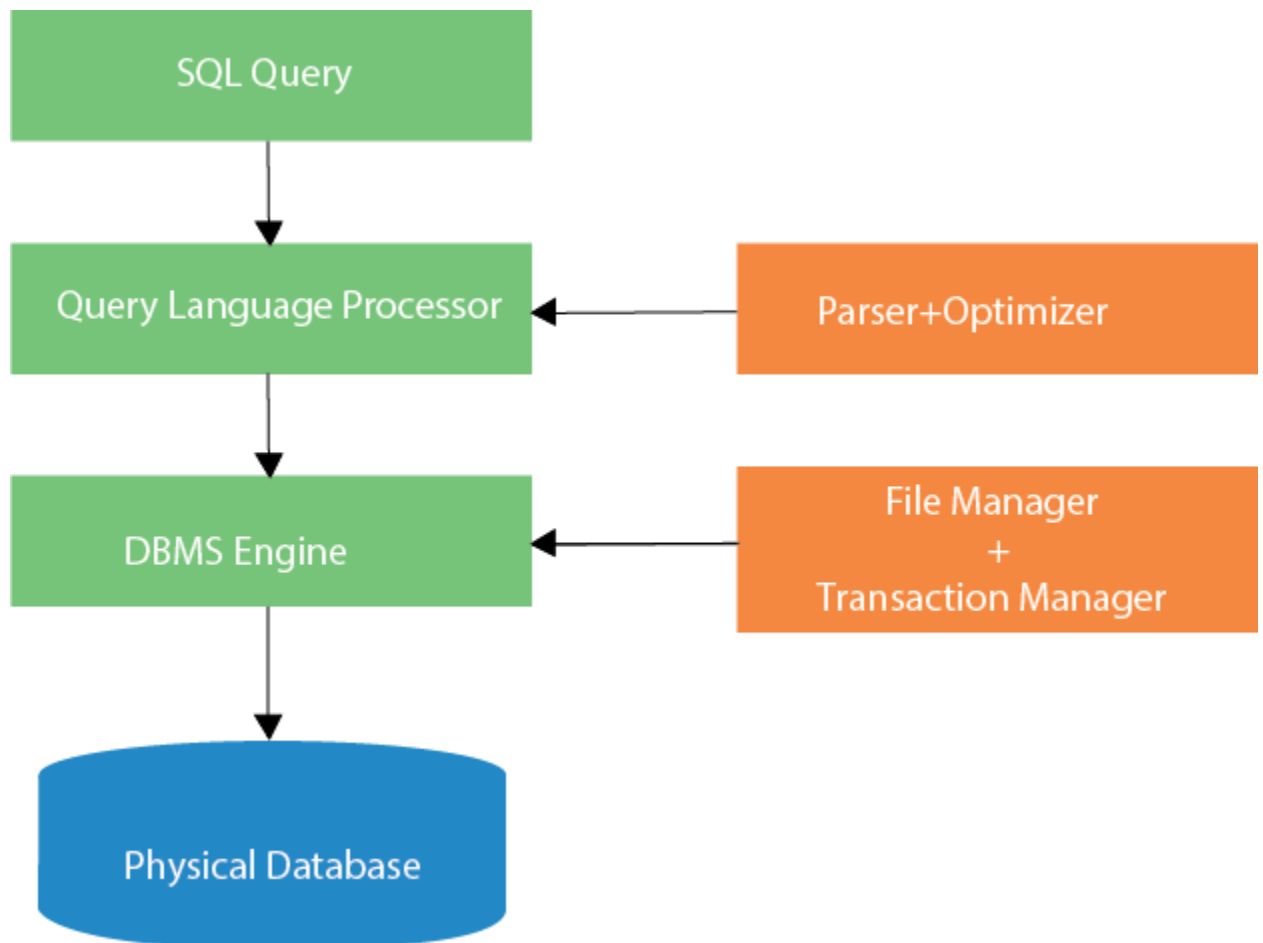 SQL Query
Query Language Processor
Parser+Optimizer
DBMS Engine
File Manager
+
Transaction Manager
Physical Database